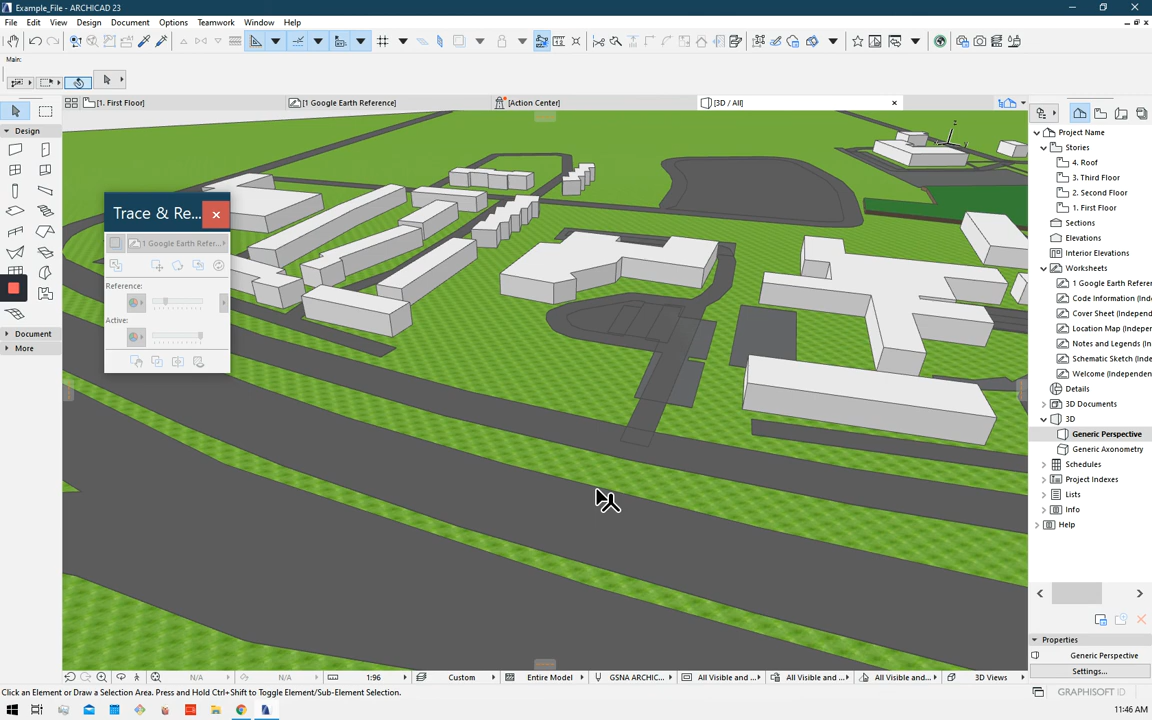 Example_File - ARCHICAD 23
File Edit View Design Document Options Teamwork Window Help
Main:
[1. First Floor]
[1 Google Earth Reference]
[Action Center]
[3D / All]
Design
Document
More
Trace & Re...
1 Google Earth Refer...
Reference:
Active:
z
Project Name
Stories
4. Roof
3. Third Floor
2. Second Floor
1. First Floor
Sections
Elevations
Interior Elevations
Worksheets
1 Google Earth Refere
Code Information (Inde
Cover Sheet (Independ
Location Map (Indepen
Notes and Legends (In
Schematic Sketch (Inde
Welcome (Independen
Details
3D Documents
3D
Generic Perspective
Generic Axonometry
Schedules
Project Indexes
Lists
Info
Help
Properties
Generic Perspective
Settings...
N/A N/A 1:96 Custom Entire Model GSNA ARCHIC... All Visible and ... All Visible and ... All Visible and... 3D Views
Click an Element or Draw a Selection Area. Press and Hold Ctrl+Shift to Toggle Element/Sub-Element Selection.
GRAPHISOFT ID
11:46 AM